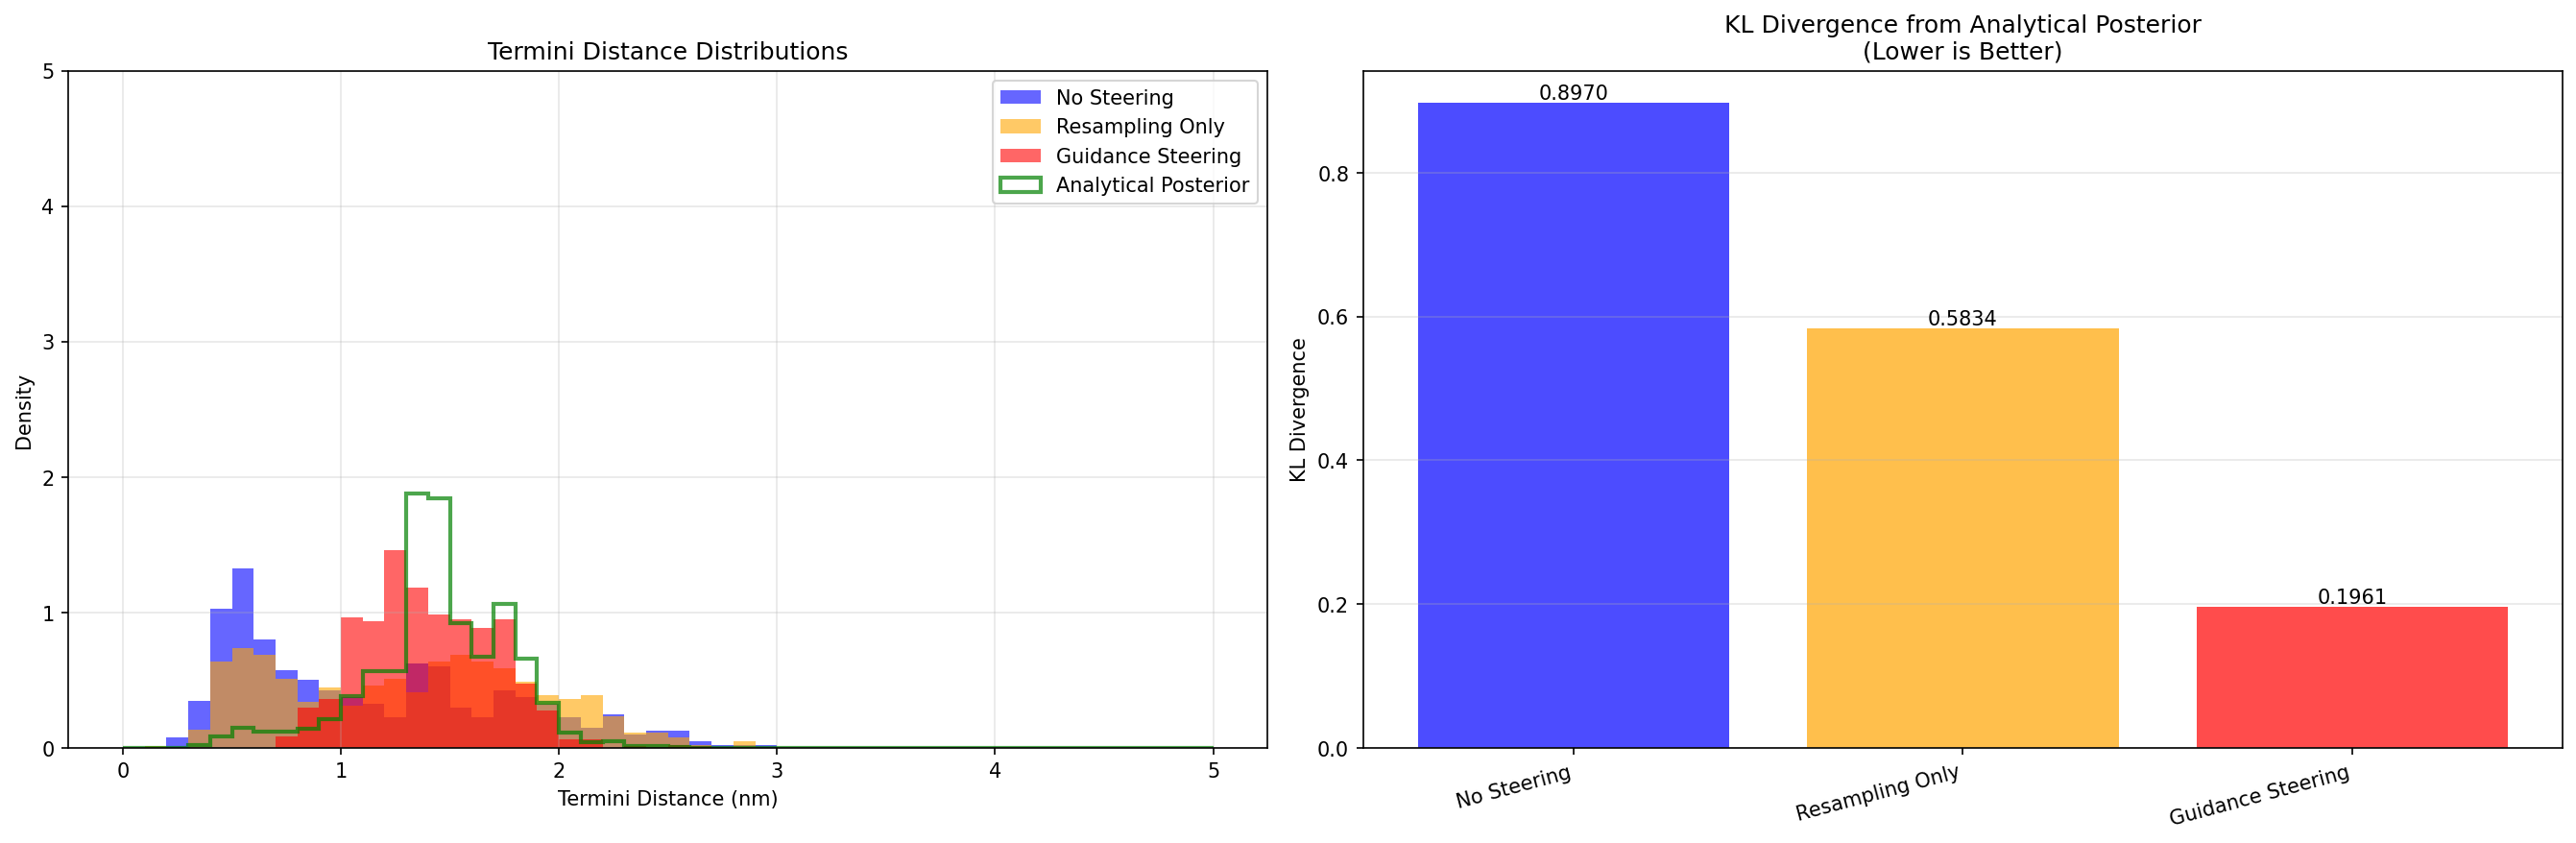 Termini Distance Distributions
5
4
3
2
1
0
Density
No Steering
Resampling Only
Guidance Steering
Analytical Posterior
0 1 2 3 4 5
Termini Distance (nm)
KL Divergence from Analytical Posterior
(Lower is Better)
0.8
0.6
0.4
0.2
0.0
KL Divergence
0.8970
0.5834
0.1961
No Steering
Resampling Only
Guidance Steering